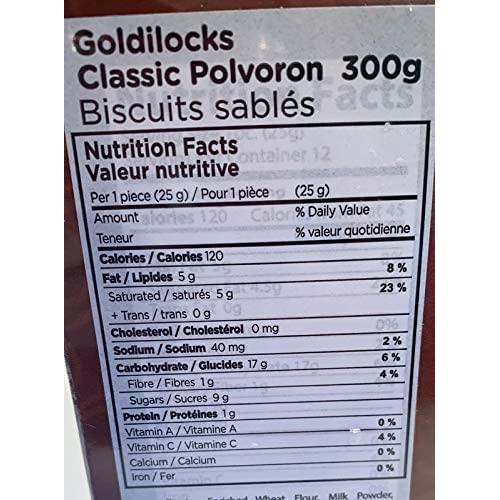 Goldilocks
Classic Polvoron 300g
Biscuits sablés
Nutrition Facts
Valeur nutritive
Per 1 piece (25 g) / Pour 1 pièce (25 g)
Amount % Daily Value
Teneur % valeur quotidienne
Calories / Calories 120
Fat / Lipides 5 g 8 %
Saturated / saturés 5 g 23 %
+ Trans / trans 0 g
Cholesterol / Cholestérol 0 mg
Sodium / Sodium 40 mg 2 %
Carbohydrate / Glucides 17 g 6 %
Fibre / Fibres 1 g 4 %
Sugars / Sucres 9 g
Protein / Protéines 1 g
Vitamin A / Vitamine A 0 %
Vitamin C / Vitamine C 4 %
Calcium / Calcium 0 %
Iron / Fer 0 %
Enriched Wheat Flour, Milk Powder,